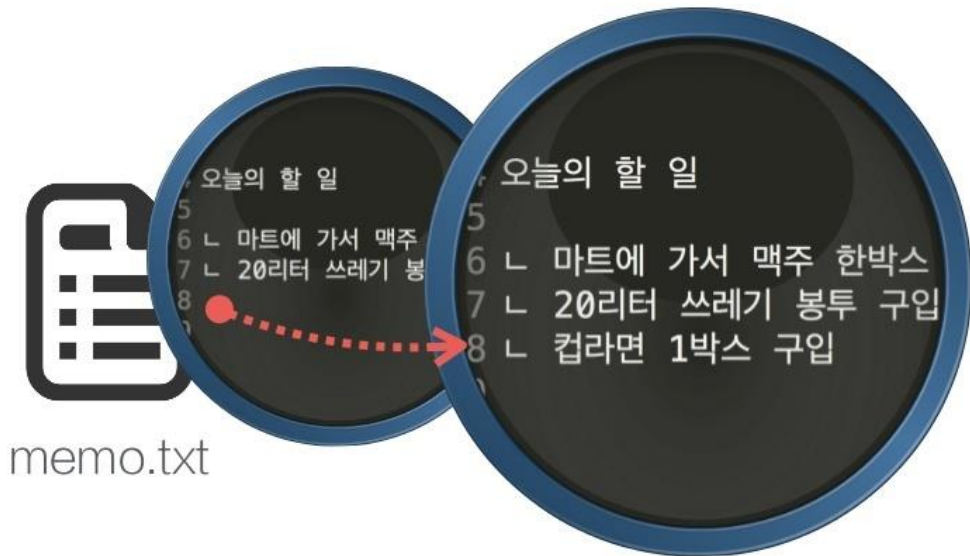 오늘의 할 일
5
6 ㄴ 마트에 가서 맥주
7 ㄴ 20리터 쓰레기 봉
8
오늘의 할 일
5
6 ㄴ 마트에 가서 맥주 한박스
7 ㄴ 20리터 쓰레기 봉투 구입
8 ㄴ 컵라면 1박스 구입
memo.txt